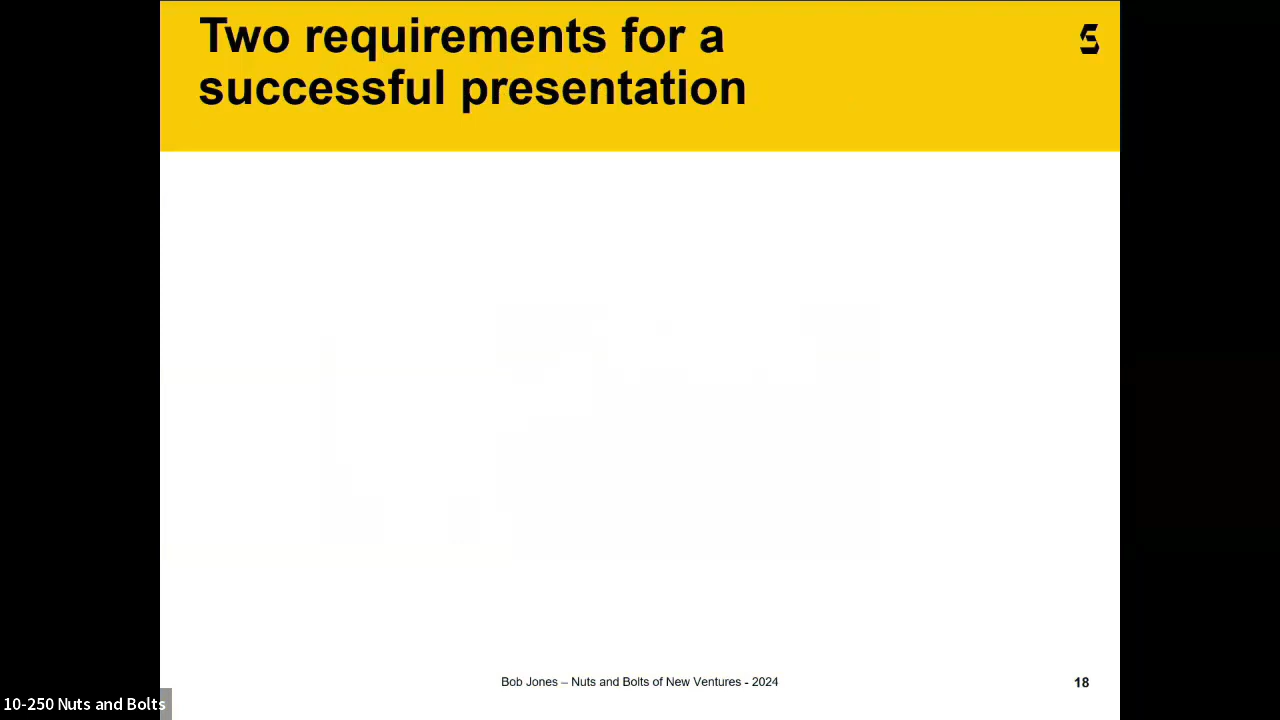 Two requirements for a
successful presentation
Bob Jones – Nuts and Bolts of New Ventures - 2024
18
10-250 Nuts and Bolts